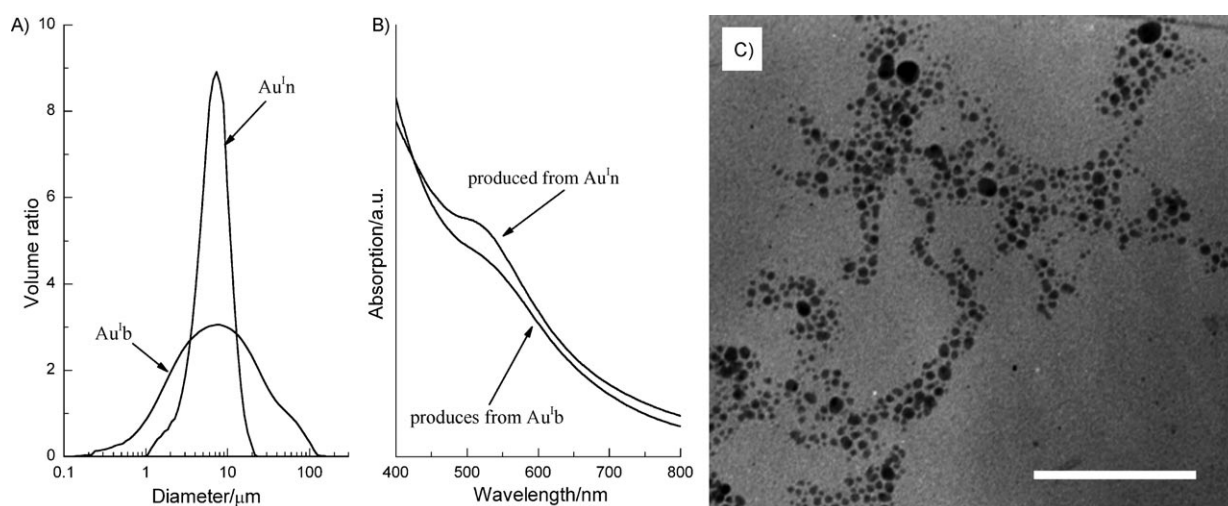 A)
10
8
6
4
2
0
Volume ratio
Au^I n
Au^I b
0.1 1 10 100
Diameter/μm
B)
Absorption/a.u.
produced from Au^I n
produces from Au^I b
400 500 600 700 800
Wavelength/nm
C)